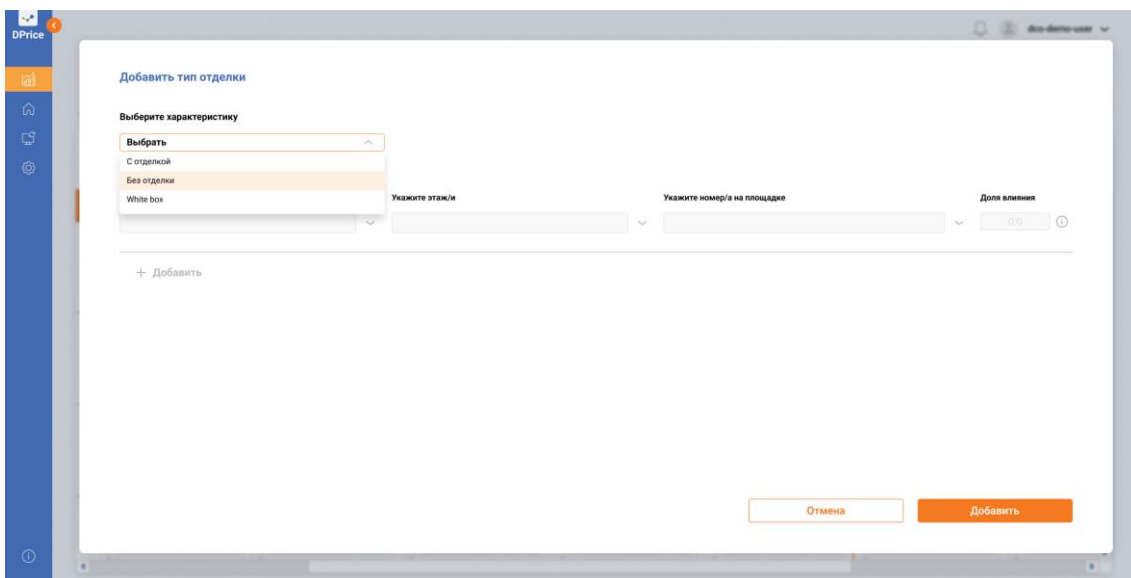 DPrice
dco-demo-user
Добавить тип отделки
Выберите характеристику
Выбрать
С отделкой
Без отделки
White box
Укажите этаж/и
Укажите номер/а на площадке
Доля влияния
0.0
+ Добавить
Отмена
Добавить